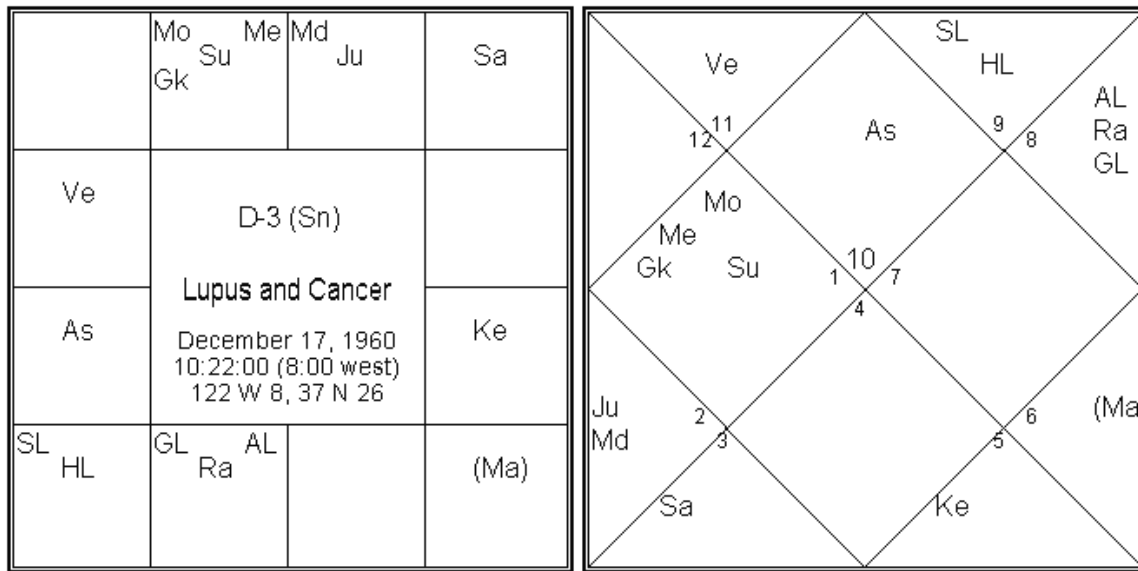 Mo Me
Su
Gk
Md
Ju
Sa
Ve
D-3 (Sn)
Lupus and Cancer
December 17, 1960
10:22:00 (8:00 west)
122 W 8, 37 N 26
As
Ke
SL
HL
GL AL
Ra
(Ma)
Ve
SL
HL
AL
Ra
GL
As
12 11
9 8
Mo
Me
Gk Su
1 10 7
4
Ju
Md
2
3
Sa
6
5
(Ma
Ke